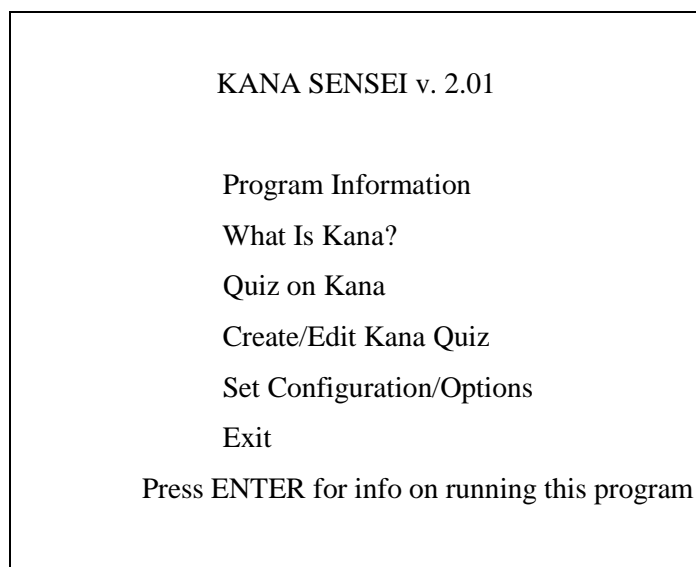 KANA SENSEI v. 2.01
Program Information
What Is Kana?
Quiz on Kana
Create/Edit Kana Quiz
Set Configuration/Options
Exit
Press ENTER for info on running this program